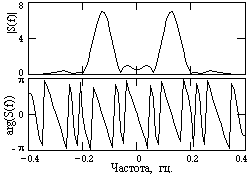 8
|S(f)|
4
0
π
arg(S(f))
0
- π
−0.4 −0.2 0 0.2 0.4
Частота, гц.